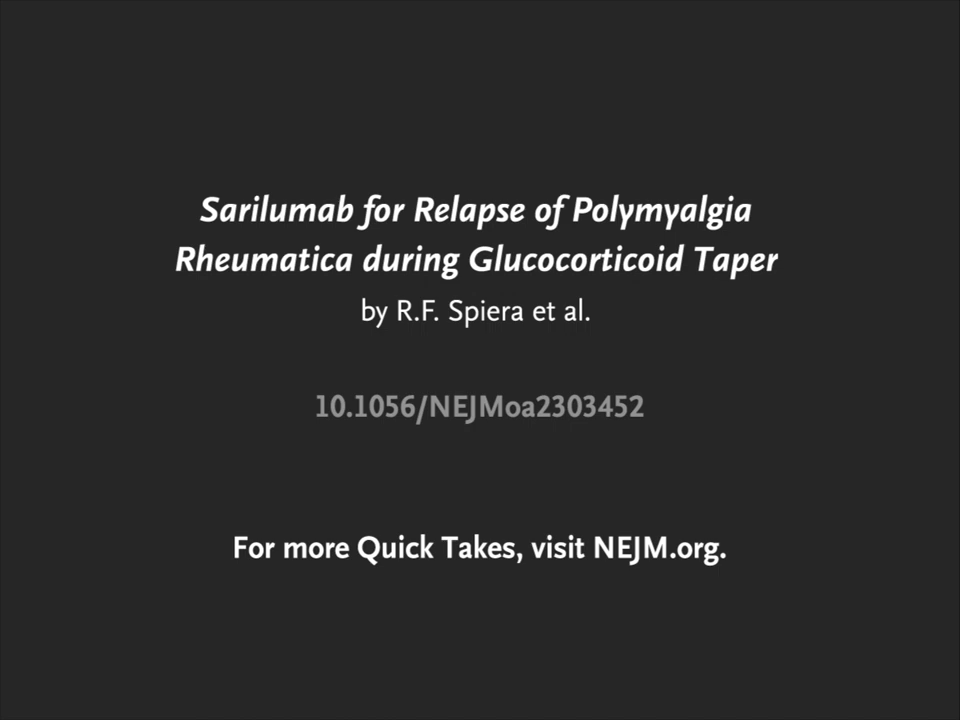 Sarilumab for Relapse of Polymyalgia
Rheumatica during Glucocorticoid Taper
by R.F. Spiera et al.
10.1056/NEJMoa2303452
For more Quick Takes, visit NEJM.org.